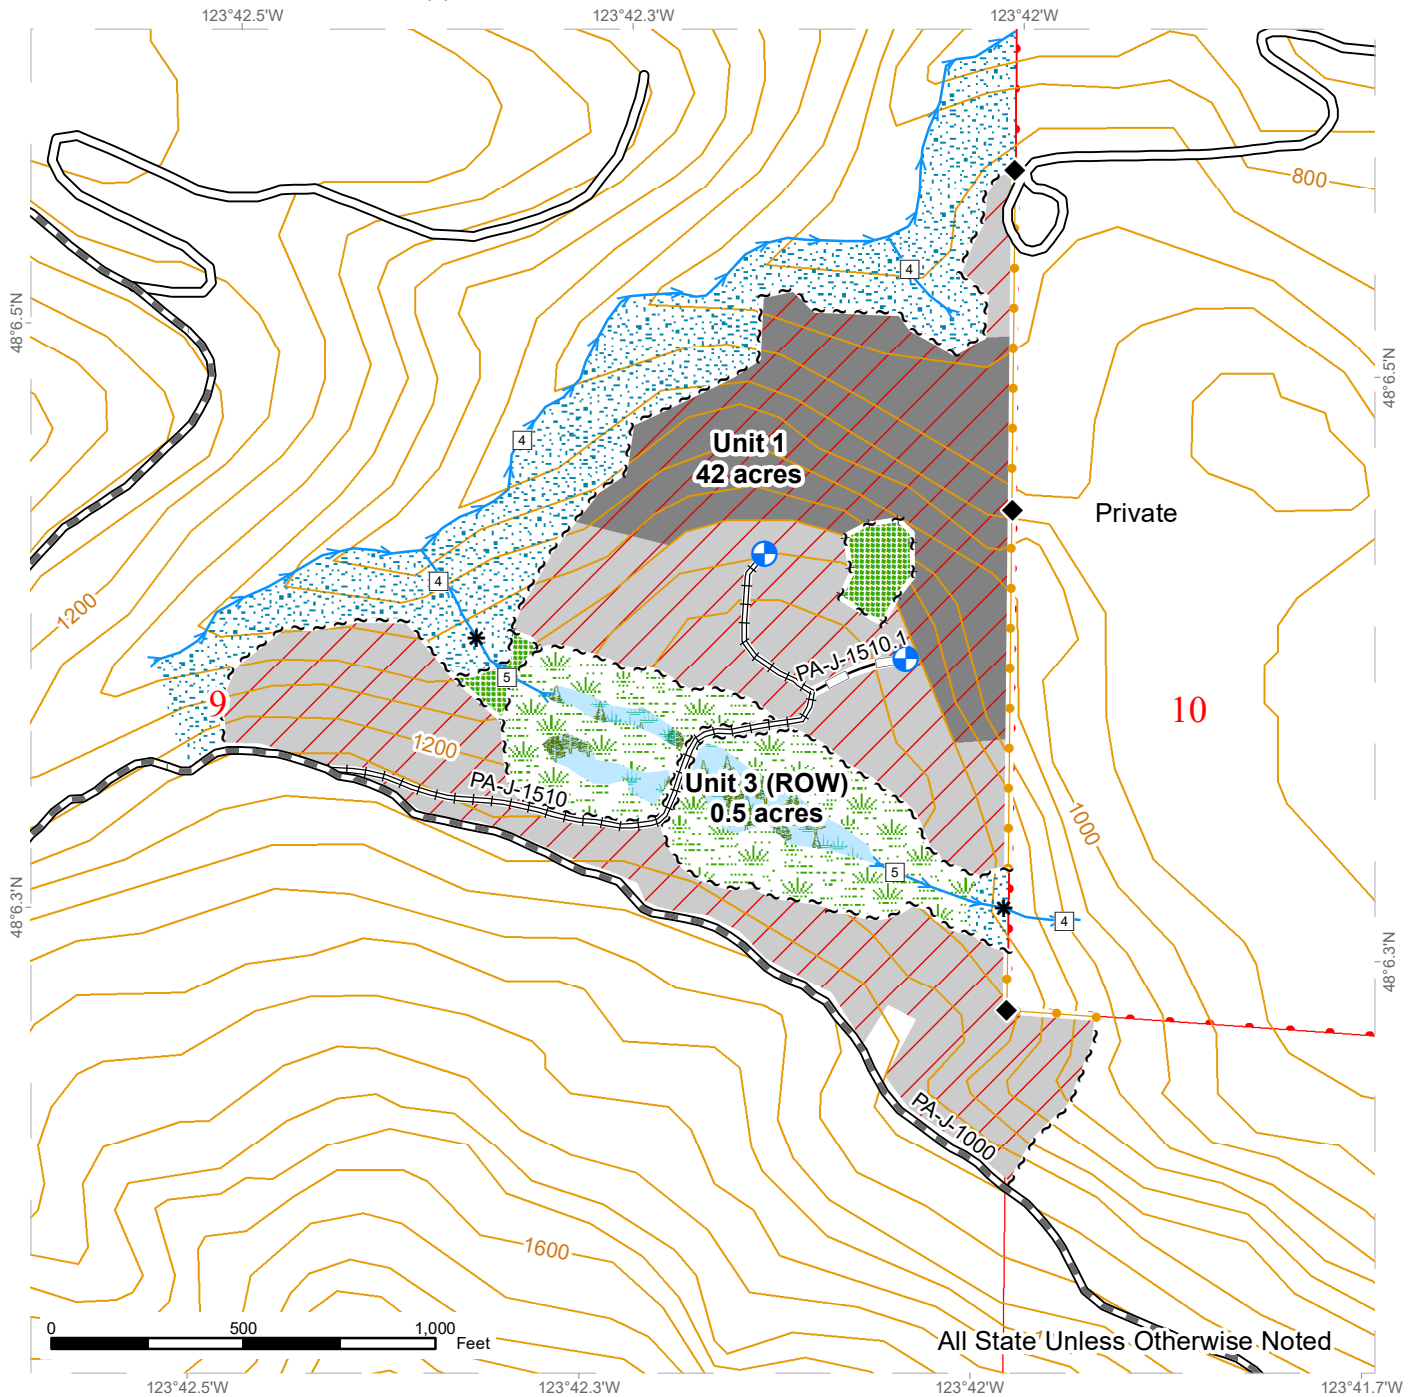 123°42.5'W
123°42.3'W
123°42'W
800
4
48°6.5'N
48°6.5'N
4
Unit 1
42 acres
Private
4
1200
PA-J-1510.1
5
9
10
1200
PA-J-1510
Unit 3 (ROW)
0.5 acres
1000
5
4
48°6.3'N
48°6.3'N
PA-J-1000
1600
0
500
1,000
Feet
All State Unless Otherwise Noted
123°42.5'W
123°42.3'W
123°42'W
123°41.7'W